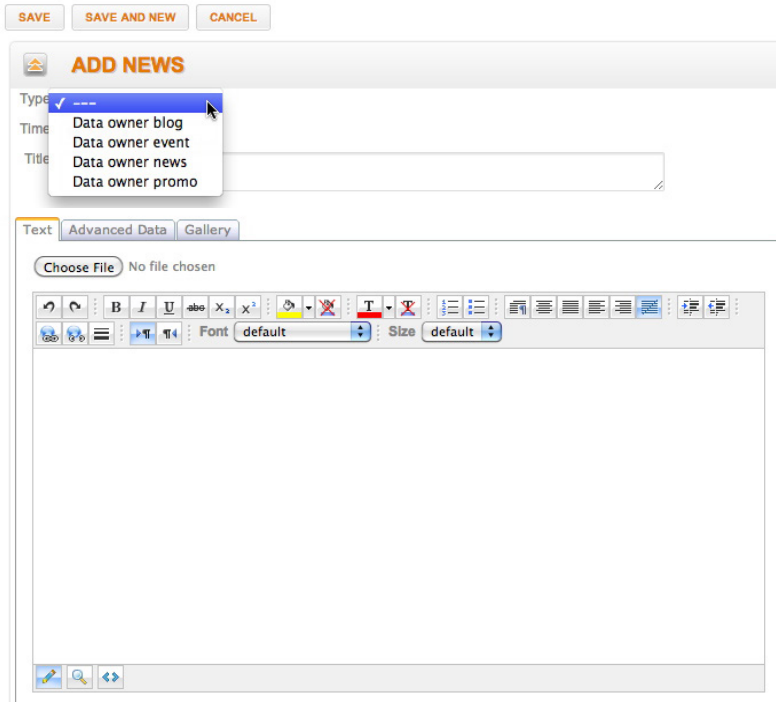 SAVE SAVE AND NEW CANCEL
ADD NEWS
Type ✓ ---
Data owner blog
Time
Data owner event
Title
Data owner news
Data owner promo
Text Advanced Data Gallery
Choose File No file chosen
B I U abc X₂ X² T T
Font default Size default